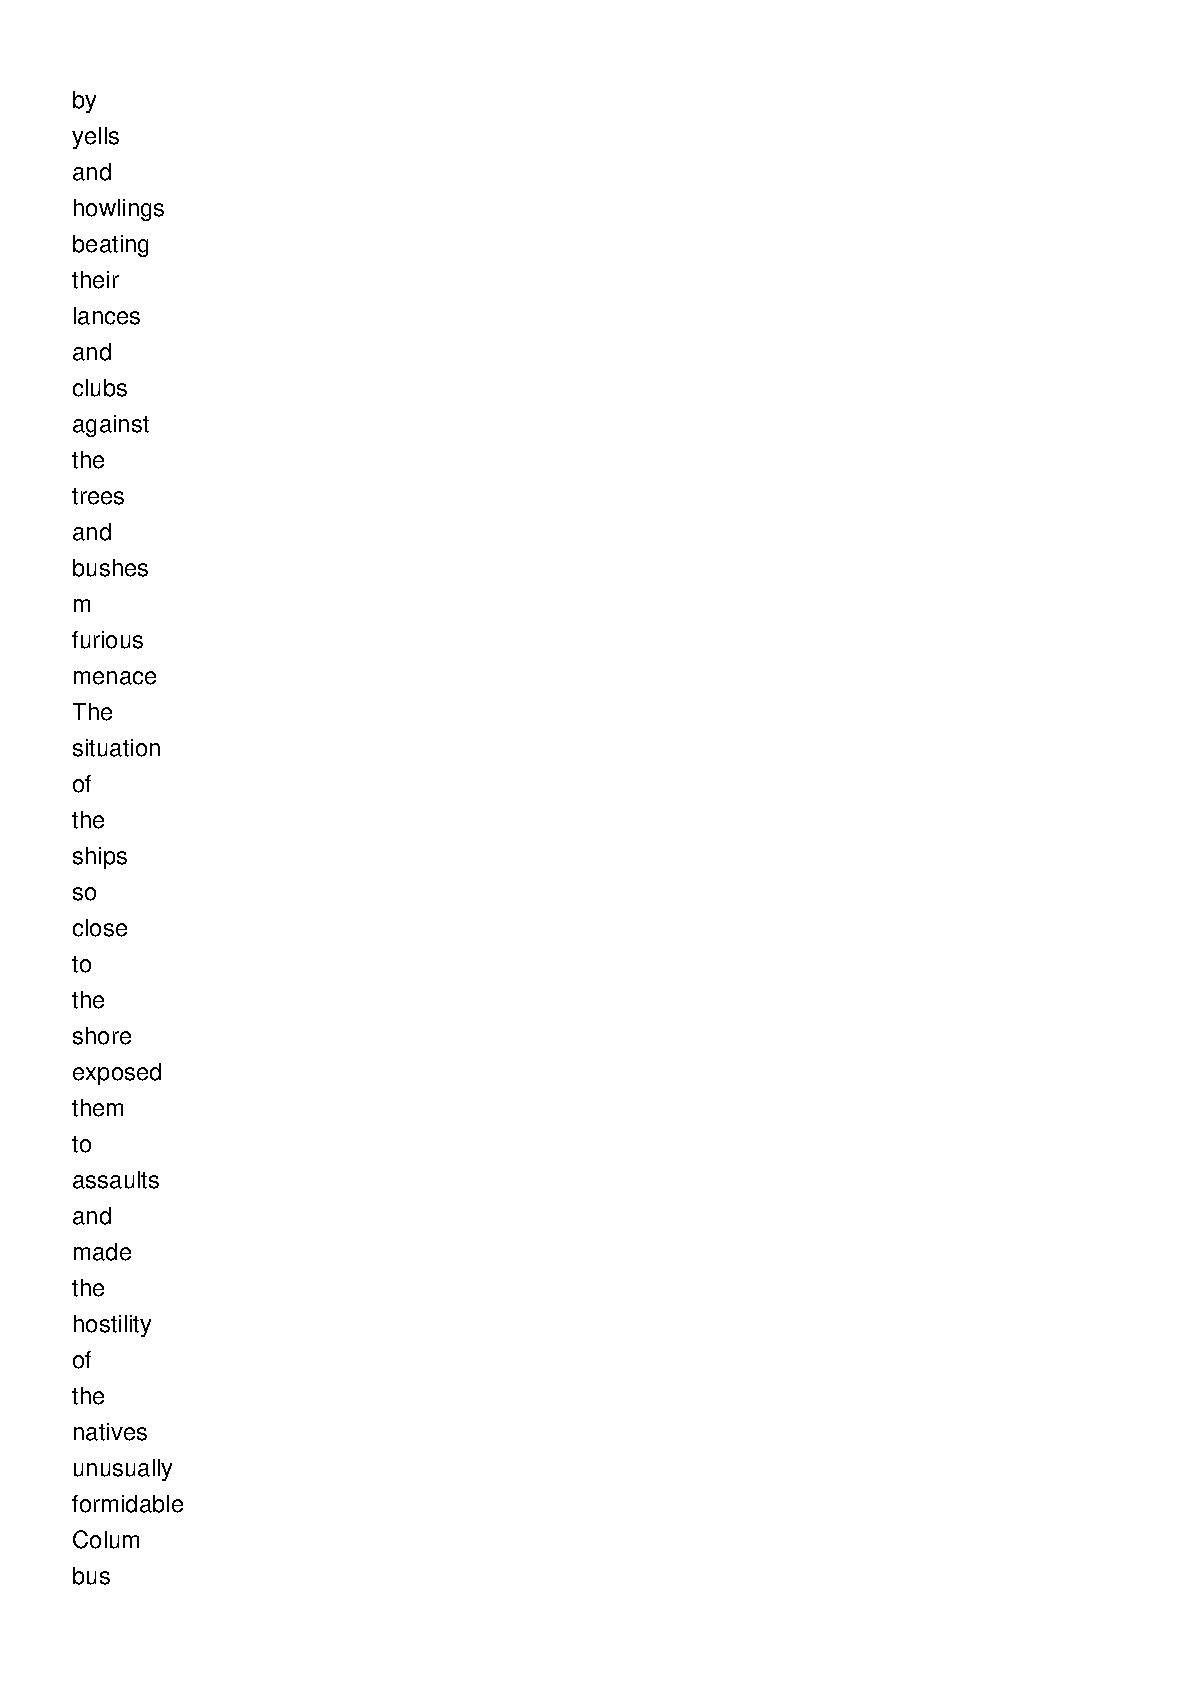 by
yells
and
howlings
beating
their
lances
and
clubs
against
the
trees
and
bushes
m
furious
menace
The
situation
of
the
ships
so
close
to
the
shore
exposed
them
to
assaults
and
made
the
hostility
of
the
natives
unusually
formidable
Colum
bus